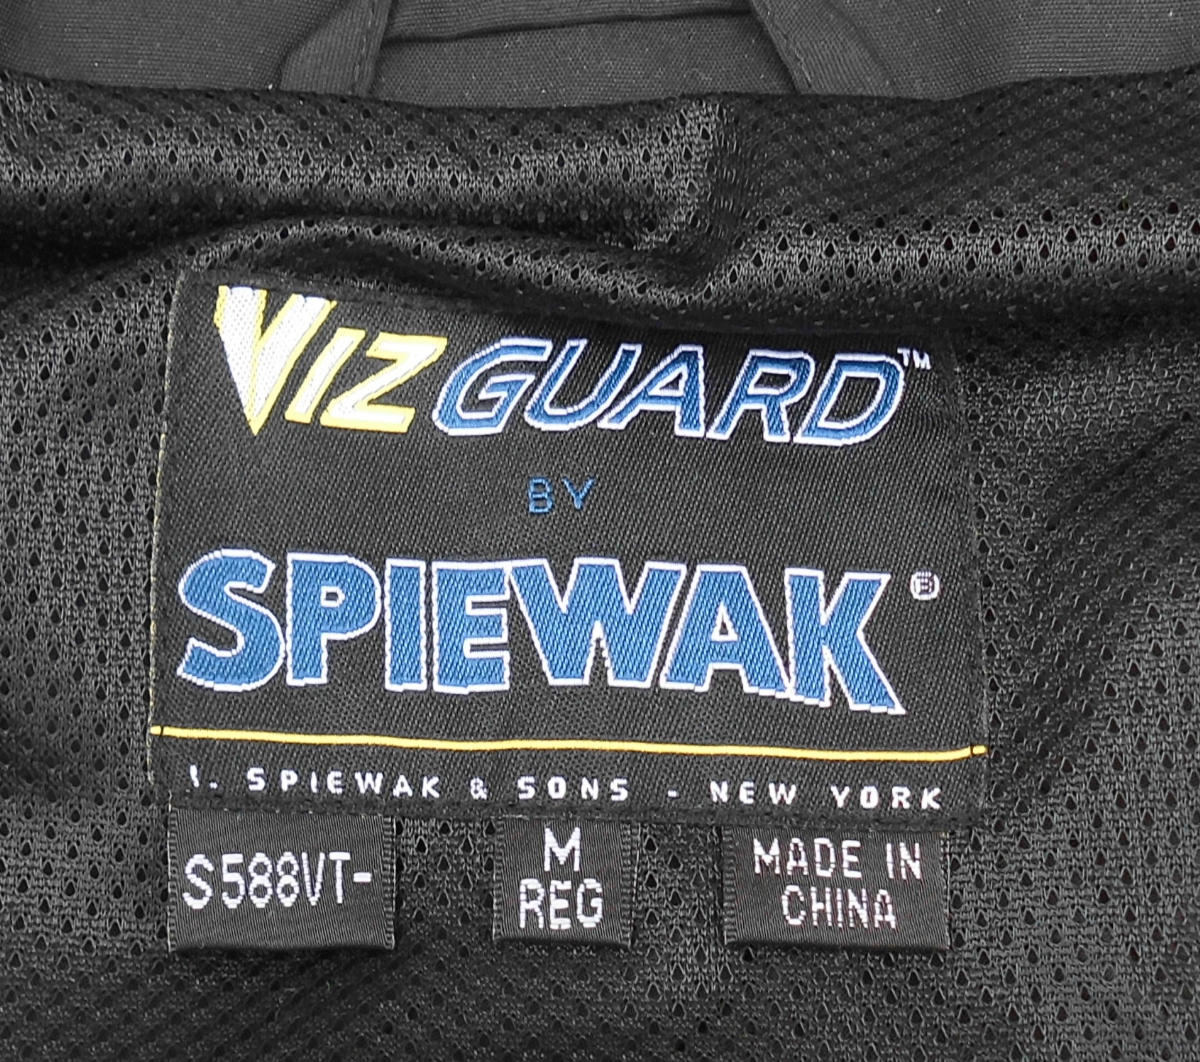 VIZGUARD™
BY
SPIEWAK®
I. SPIEWAK & SONS - NEW YORK
S588VT-
M
REG
MADE IN
CHINA